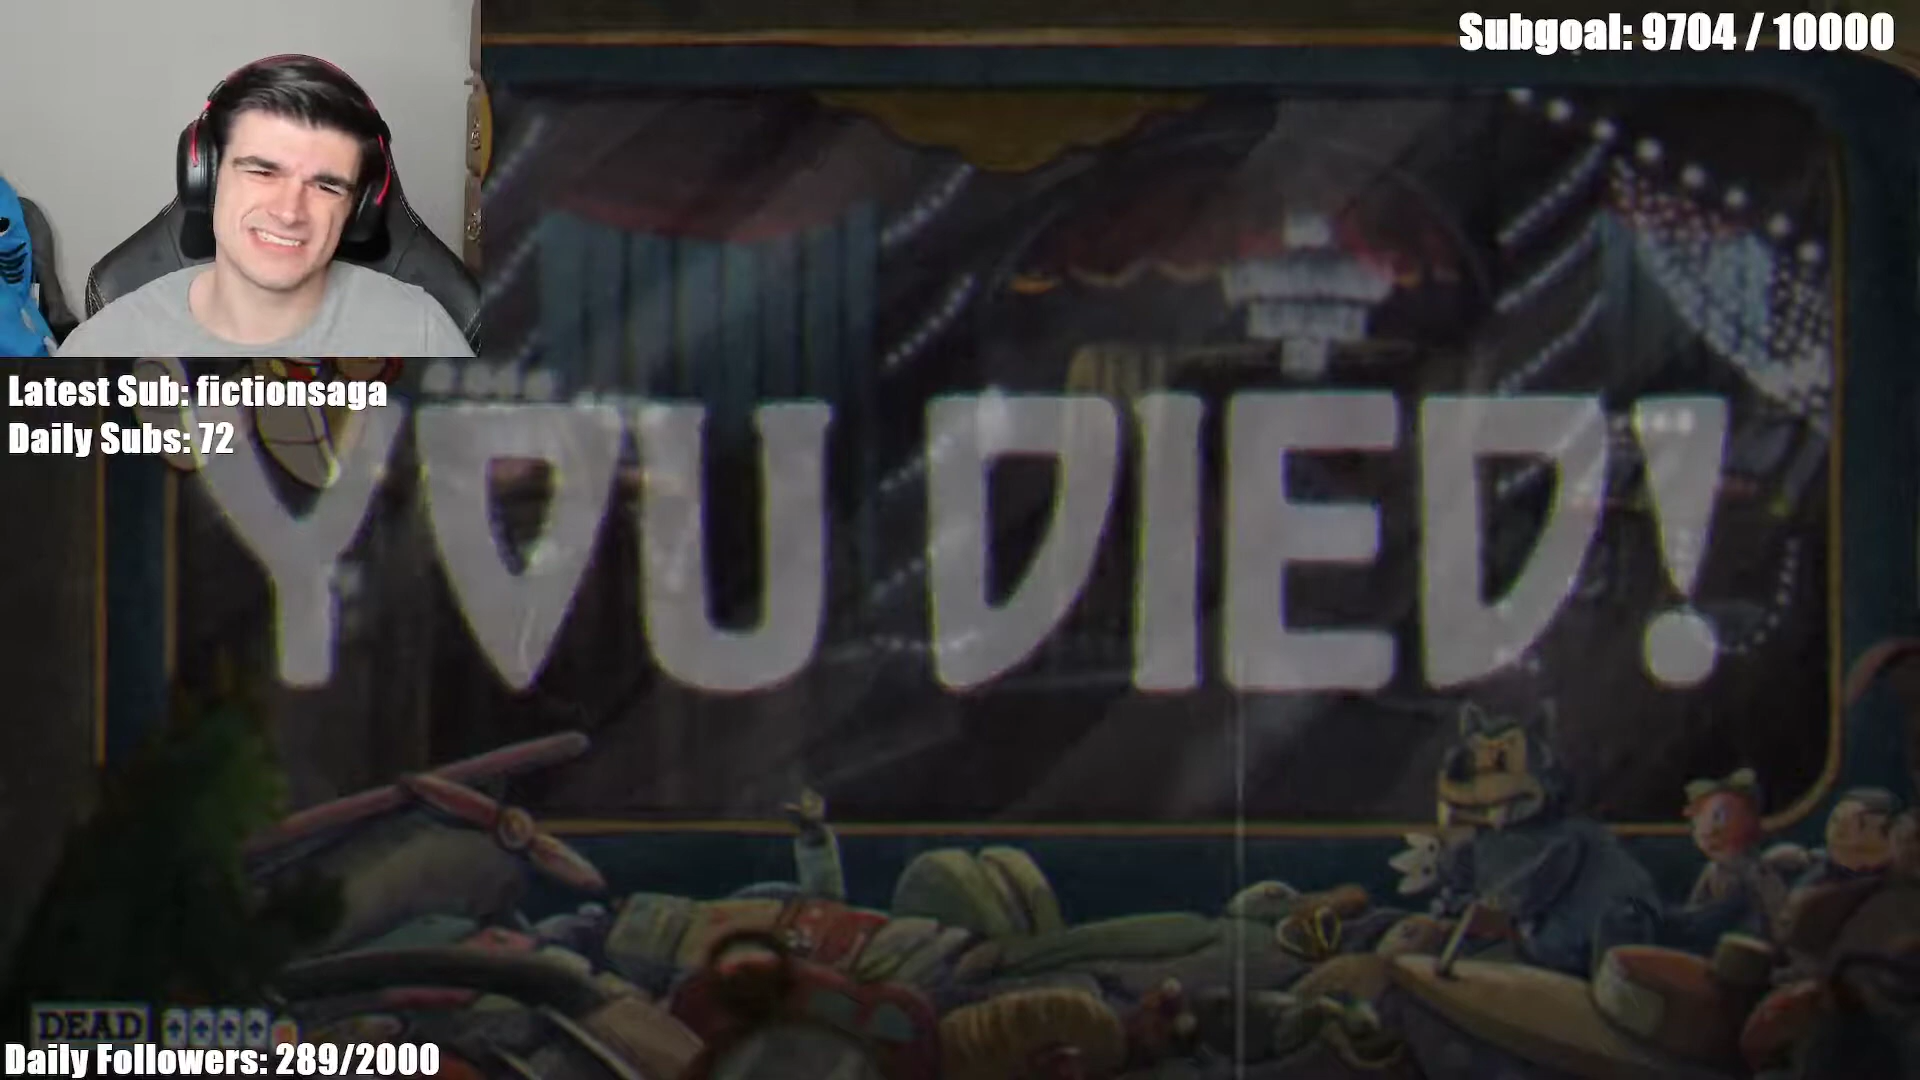 Subgoal: 9704 / 10000
Latest Sub: fictionsaga
Daily Subs: 72
YOU DIED!
DEAD
Daily Followers: 289/2000